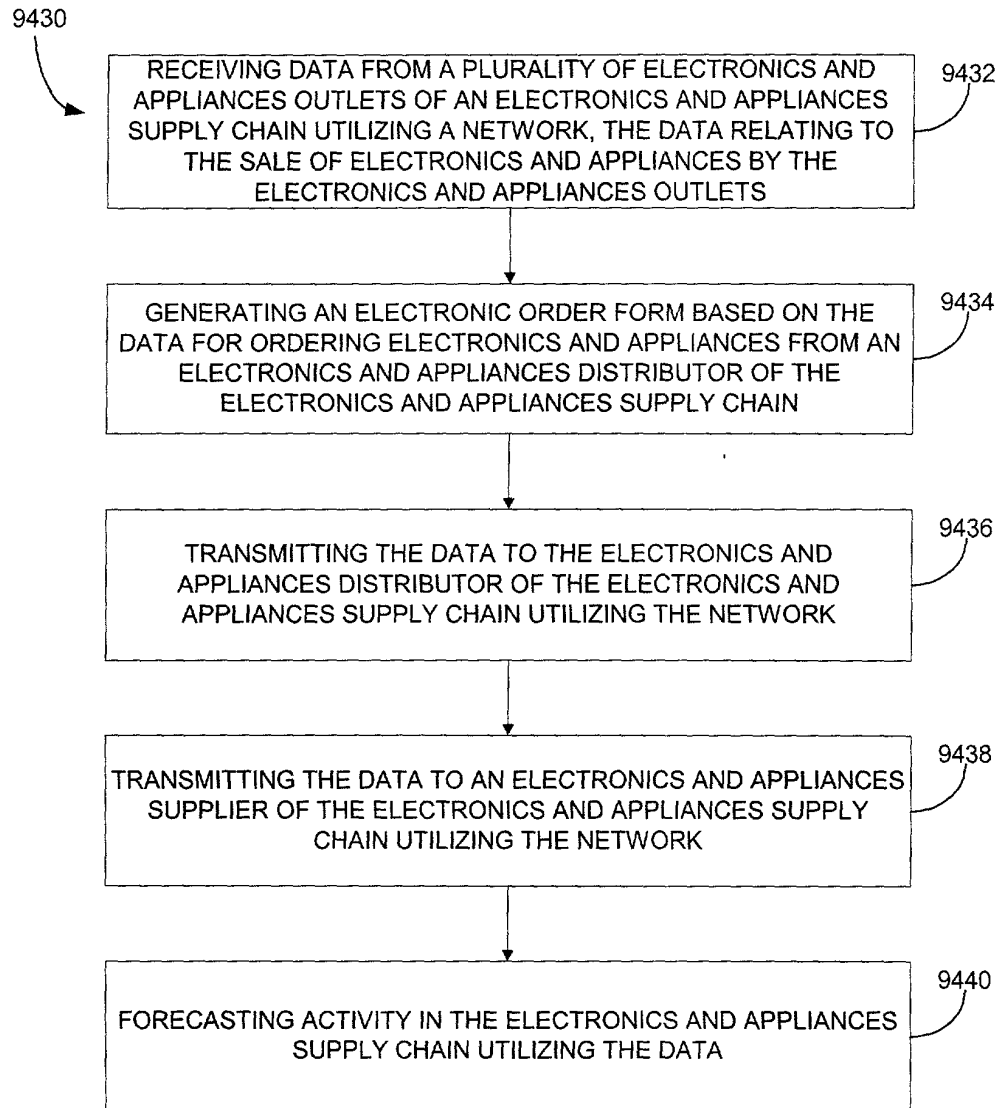 9430
RECEIVING DATA FROM A PLURALITY OF ELECTRONICS AND
APPLIANCES OUTLETS OF AN ELECTRONICS AND APPLIANCES
SUPPLY CHAIN UTILIZING A NETWORK, THE DATA RELATING TO
THE SALE OF ELECTRONICS AND APPLIANCES BY THE
ELECTRONICS AND APPLIANCES OUTLETS
9432
GENERATING AN ELECTRONIC ORDER FORM BASED ON THE
DATA FOR ORDERING ELECTRONICS AND APPLIANCES FROM AN
ELECTRONICS AND APPLIANCES DISTRIBUTOR OF THE
ELECTRONICS AND APPLIANCES SUPPLY CHAIN
9434
TRANSMITTING THE DATA TO THE ELECTRONICS AND
APPLIANCES DISTRIBUTOR OF THE ELECTRONICS AND
APPLIANCES SUPPLY CHAIN UTILIZING THE NETWORK
9436
TRANSMITTING THE DATA TO AN ELECTRONICS AND APPLIANCES
SUPPLIER OF THE ELECTRONICS AND APPLIANCES SUPPLY
CHAIN UTILIZING THE NETWORK
9438
FORECASTING ACTIVITY IN THE ELECTRONICS AND APPLIANCES
SUPPLY CHAIN UTILIZING THE DATA
9440